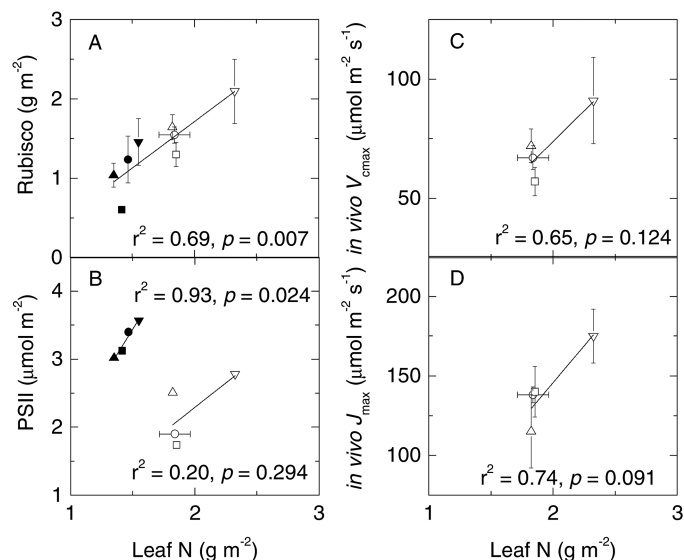 A
Rubisco (g m⁻²)
3
2
1
0
r² = 0.69, p = 0.007
B
PSII (μmol m⁻²)
4
3
2
1
r² = 0.93, p = 0.024
r² = 0.20, p = 0.294
1 2 3
Leaf N (g m⁻²)
C
in vivo Vcmax (μmol m⁻² s⁻¹)
100
50
r² = 0.65, p = 0.124
D
in vivo Jmax (μmol m⁻² s⁻¹)
200
150
100
r² = 0.74, p = 0.091
1 2 3
Leaf N (g m⁻²)